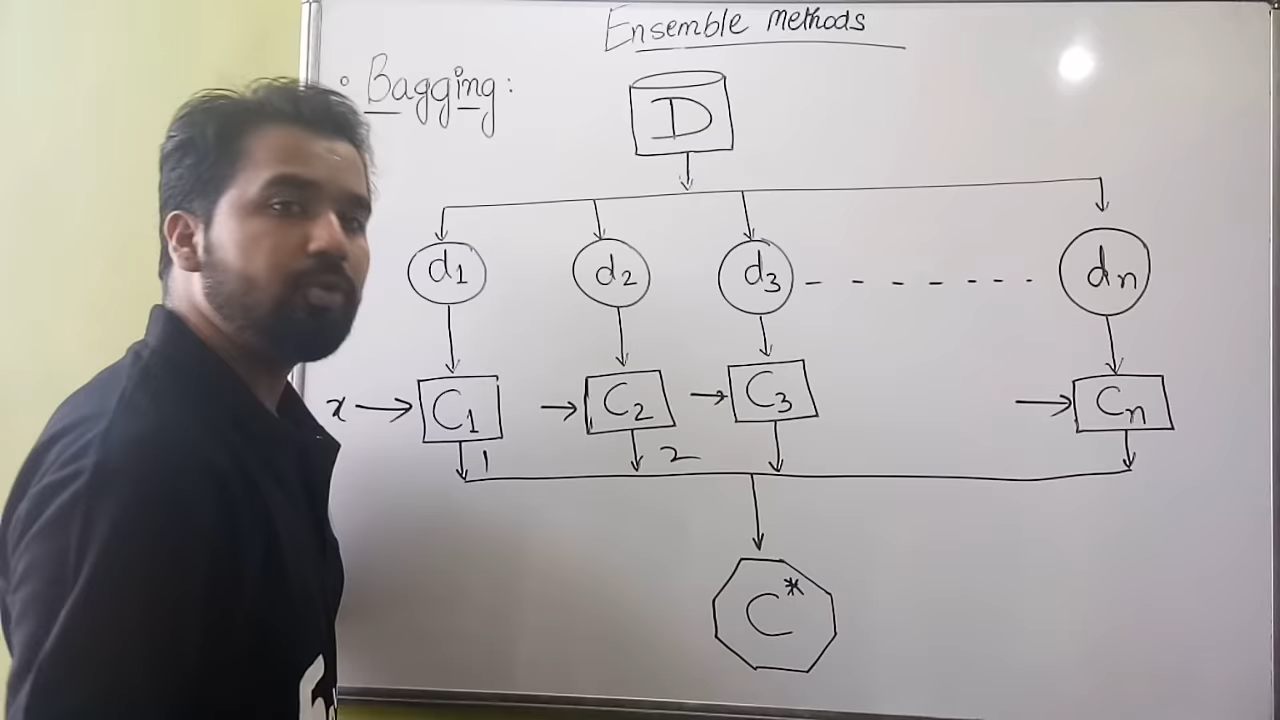 Ensemble methods
Bagging:
D
d1 d2 d3 dn
x C1 C2 C3 Cn
1 2
C*